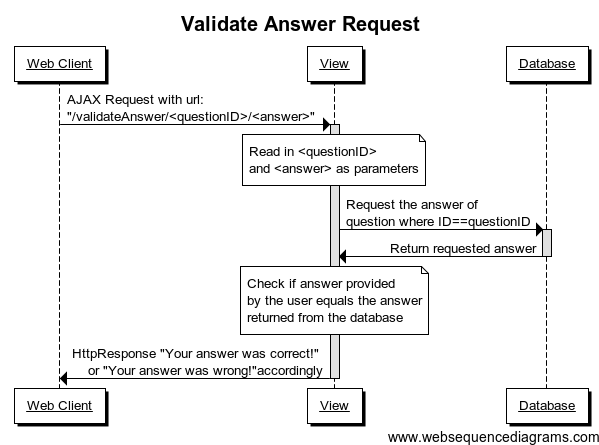 Validate Answer Request
Web Client
View
Database
AJAX Request with url:
"/validateAnswer/<questionID>/<answer>"
Read in <questionID>
and <answer> as parameters
Request the answer of
question where ID==questionID
Return requested answer
Check if answer provided
by the user equals the answer
returned from the database
HttpResponse "Your answer was correct!"
or "Your answer was wrong!"accordingly
Web Client
View
Database
www.websequencediagrams.com